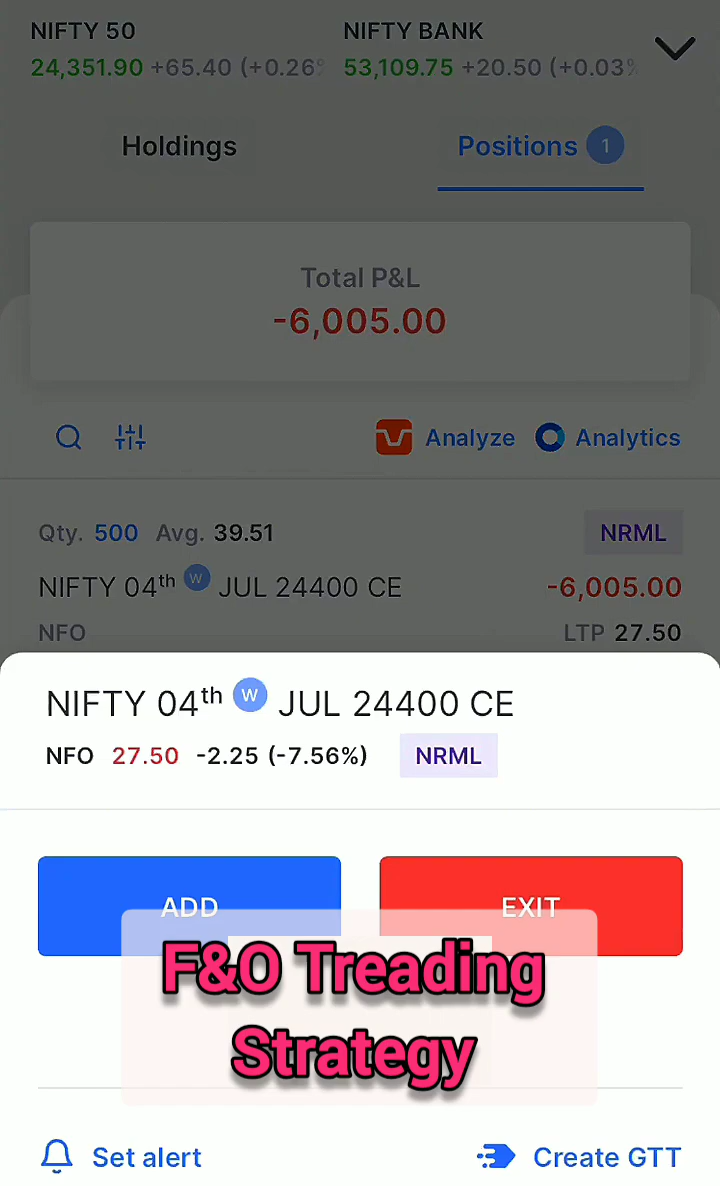 NIFTY 50 NIFTY BANK
24,351.90 +65.40 (+0.26% 53,109.75 +20.50 (+0.03%
Holdings Positions 1
Total P&L
-6,005.00
Analyze Analytics
Qty. 500 Avg. 39.51 NRML
NIFTY 04th W JUL 24400 CE -6,005.00
NFO LTP 27.50
NIFTY 04th W JUL 24400 CE
NFO 27.50 -2.25 (-7.56%) NRML
ADD EXIT
F&O Treading
Strategy
Set alert Create GTT